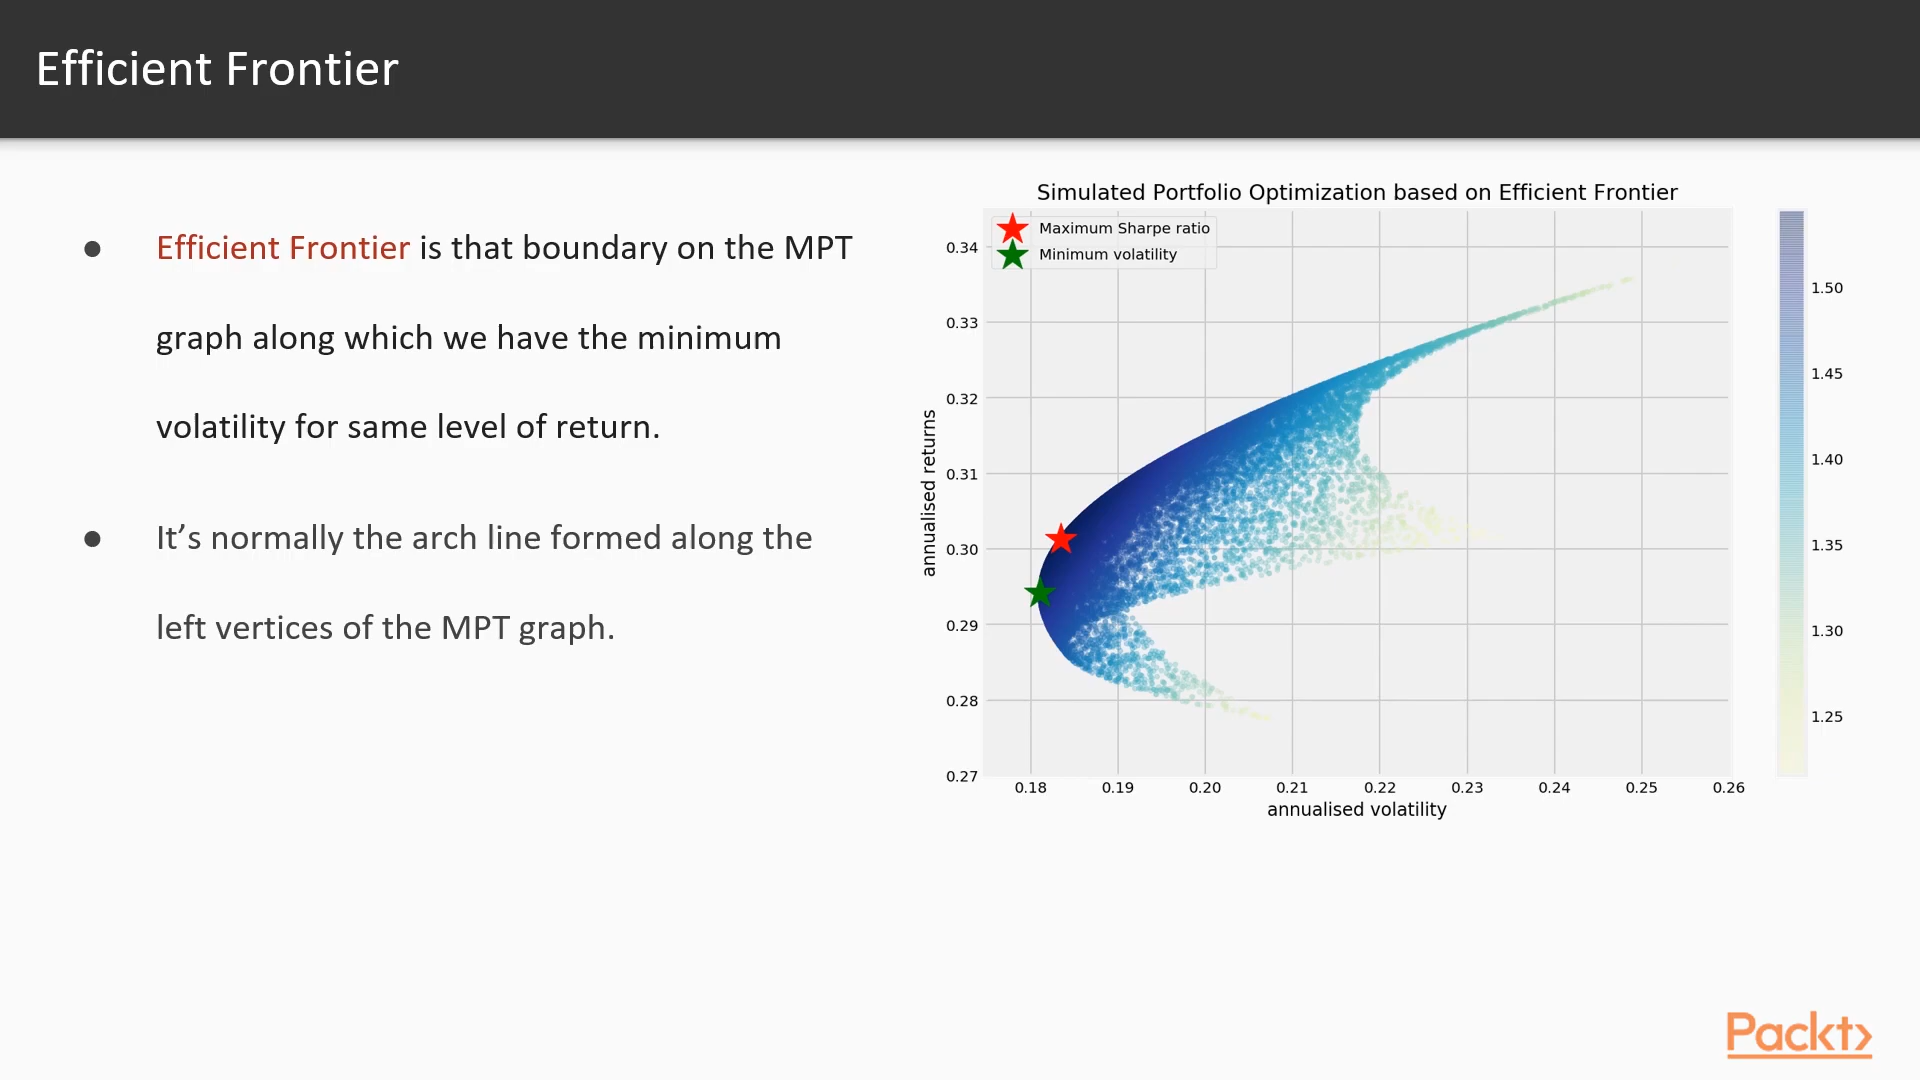 Efficient Frontier
● Efficient Frontier is that boundary on the MPT
graph along which we have the minimum
volatility for same level of return.
● It’s normally the arch line formed along the
left vertices of the MPT graph.
Simulated Portfolio Optimization based on Efficient Frontier
Maximum Sharpe ratio
Minimum volatility
annualised returns
0.34
0.33
0.32
0.31
0.30
0.29
0.28
0.27
0.18 0.19 0.20 0.21 0.22 0.23 0.24 0.25 0.26
annualised volatility
1.50
1.45
1.40
1.35
1.30
1.25
Packt>